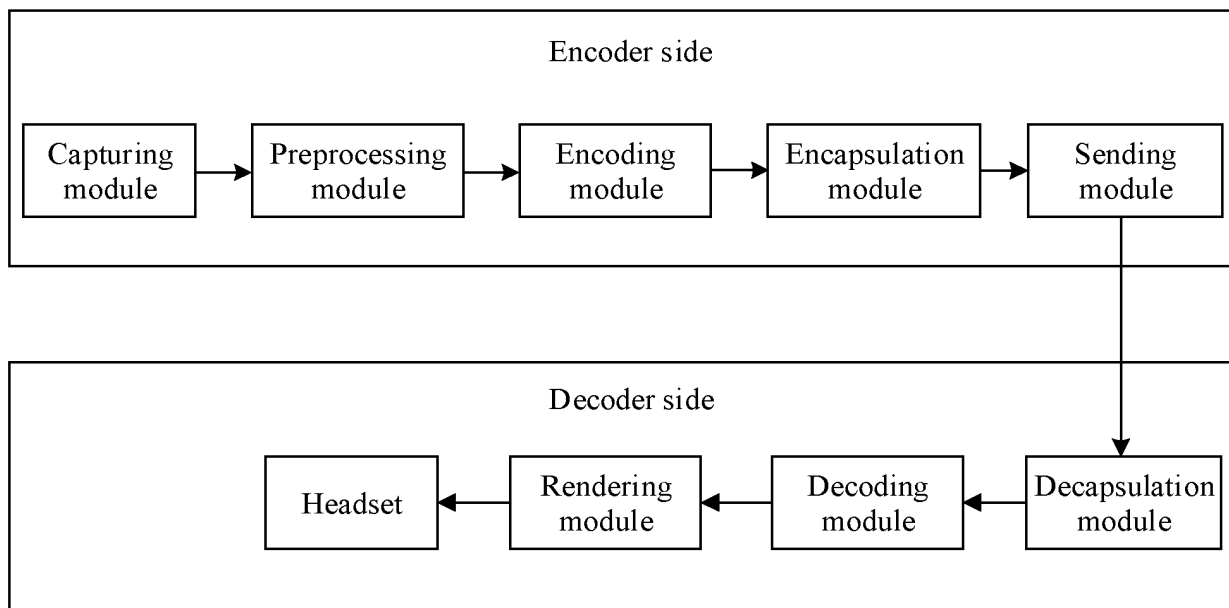 Encoder side
Capturing
module
Preprocessing
module
Encoding
module
Encapsulation
module
Sending
module
Decoder side
Headset
Rendering
module
Decoding
module
Decapsulation
module